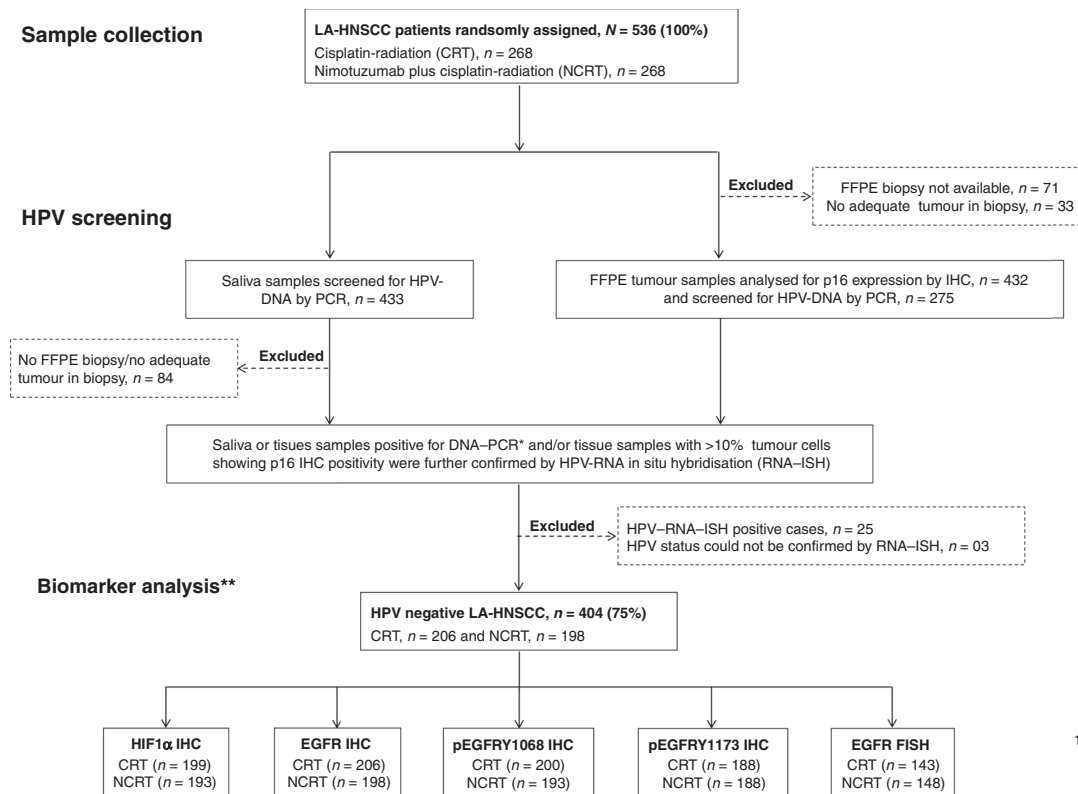 Sample collection
LA-HNSCC patients randomly assigned, N = 536 (100%)
Cisplatin-radiation (CRT), n = 268
Nimotuzumab plus cisplatin-radiation (NCRT), n = 268
Excluded
FFPE biopsy not available, n = 71
No adequate tumour in biopsy, n = 33
HPV screening
Saliva samples screened for HPV-
DNA by PCR, n = 433
FFPE tumour samples analysed for p16 expression by IHC, n = 432
and screened for HPV-DNA by PCR, n = 275
No FFPE biopsy/no adequate
tumour in biopsy, n = 84
Excluded
Saliva or tisues samples positive for DNA–PCR* and/or tissue samples with >10% tumour cells
showing p16 IHC positivity were further confirmed by HPV-RNA in situ hybridisation (RNA–ISH)
Excluded
HPV–RNA–ISH positive cases, n = 25
HPV status could not be confirmed by RNA–ISH, n = 03
Biomarker analysis**
HPV negative LA-HNSCC, n = 404 (75%)
CRT, n = 206 and NCRT, n = 198
HIF1α IHC
CRT (n = 199)
NCRT (n = 193)
EGFR IHC
CRT (n = 206)
NCRT (n = 198)
pEGFRY1068 IHC
CRT (n = 200)
NCRT (n = 193)
pEGFRY1173 IHC
CRT (n = 188)
NCRT (n = 188)
EGFR FISH
CRT (n = 143)
NCRT (n = 148)
1